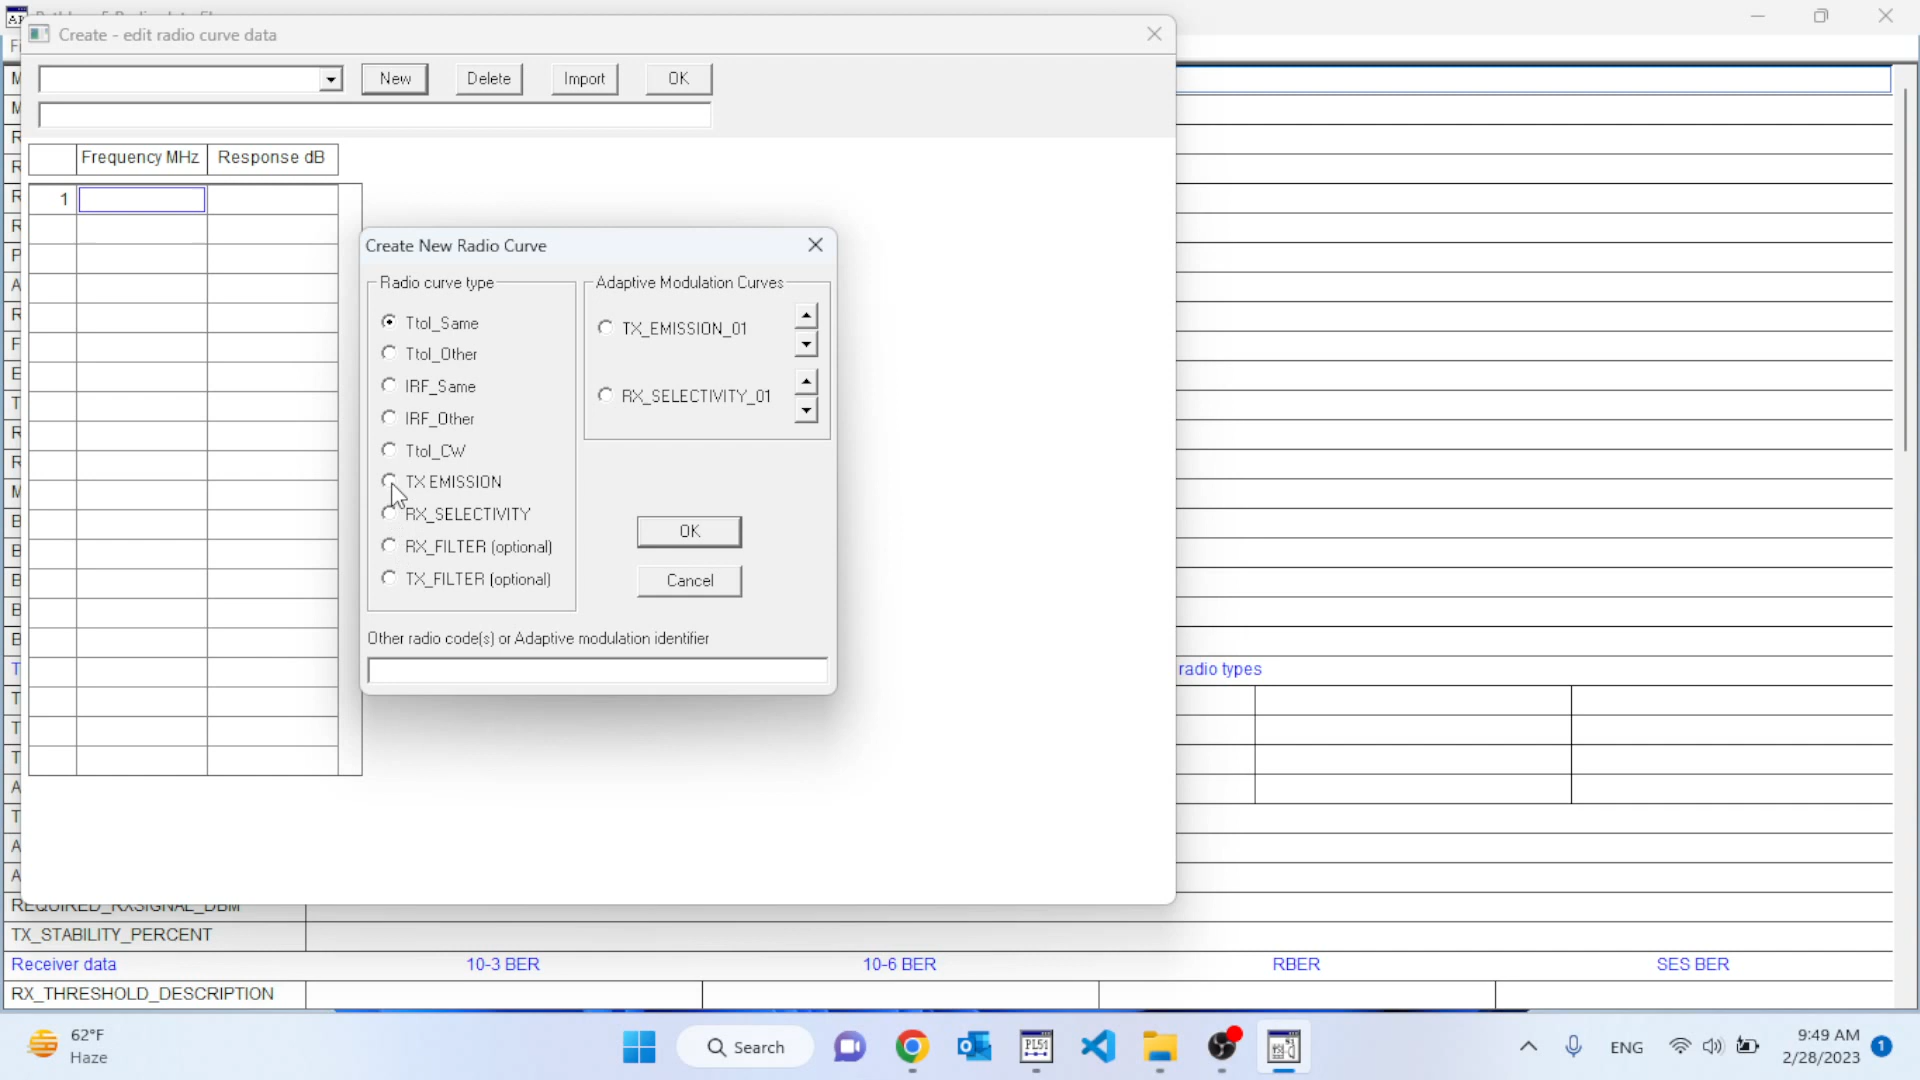 Create - edit radio curve data
New Delete Import OK
Frequency MHz Response dB
1
Create New Radio Curve
Radio curve type
Ttol_Same
Ttol_Other
IRF_Same
IRF_Other
Ttol_CW
TX EMISSION
RX_SELECTIVITY
RX_FILTER (optional)
TX_FILTER (optional)
Adaptive Modulation Curves
TX_EMISSION_01
RX_SELECTIVITY_01
OK
Cancel
Other radio code(s) or Adaptive modulation identifier
radio types
REQUIRED_RXSIGNAL_DBM
TX_STABILITY_PERCENT
Receiver data 10-3 BER 10-6 BER RBER SES BER
RX_THRESHOLD_DESCRIPTION
62°F
Haze
Search
PL51
ENG
9:49 AM
2/28/2023
1